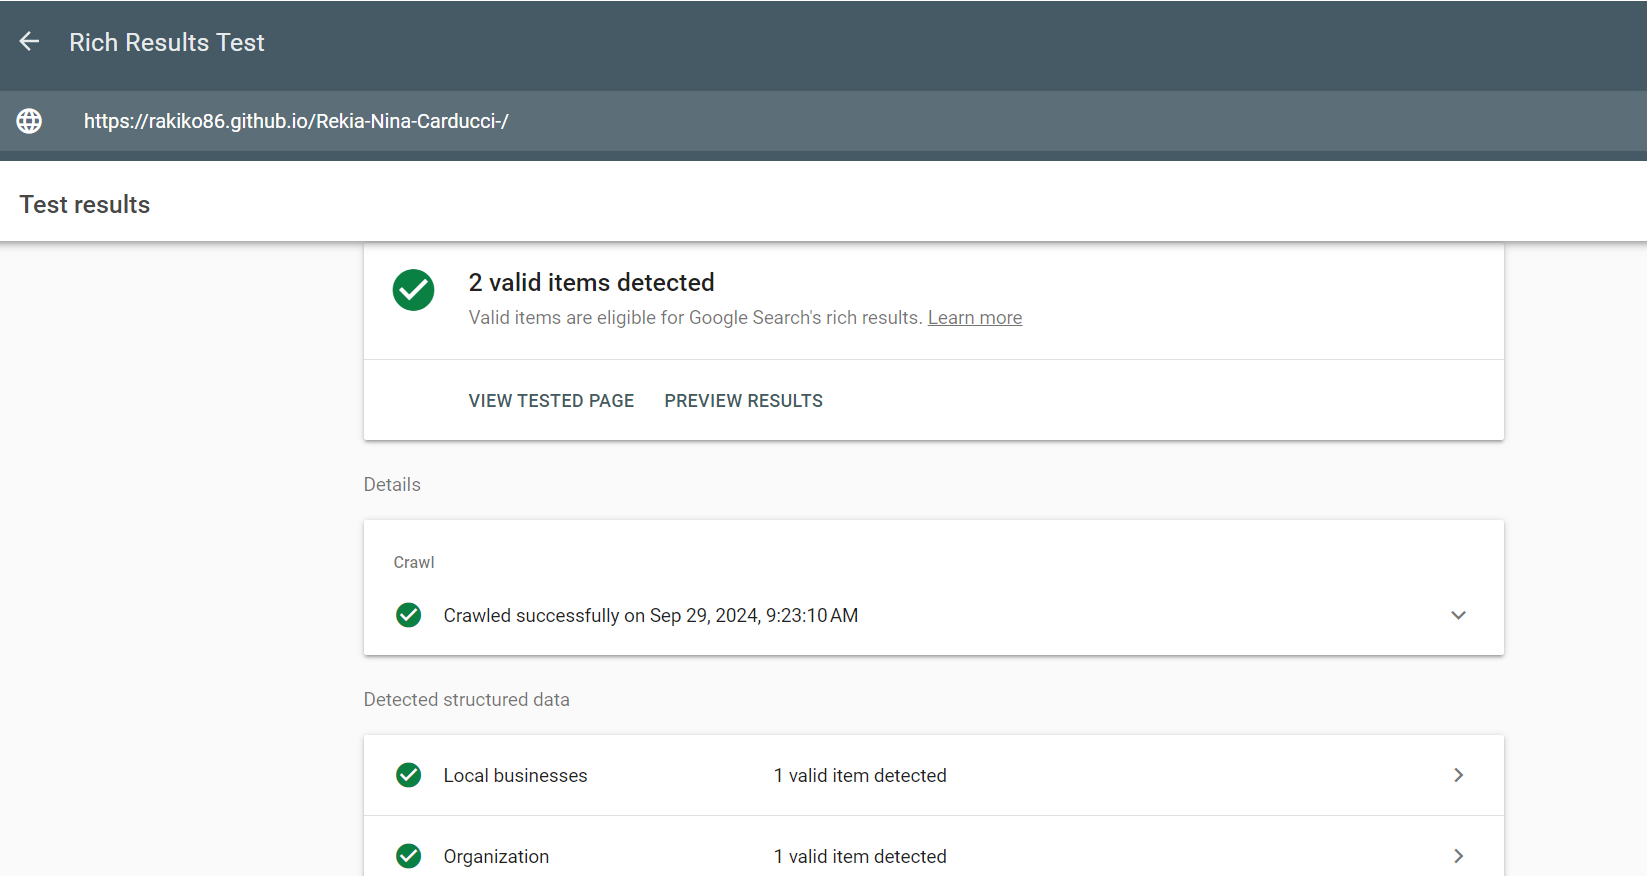 Rich Results Test
https://rakiko86.github.io/Rekia-Nina-Carducci-/
Test results
2 valid items detected
Valid items are eligible for Google Search's rich results. Learn more
VIEW TESTED PAGE PREVIEW RESULTS
Details
Crawl
Crawled successfully on Sep 29, 2024, 9:23:10 AM
Detected structured data
Local businesses 1 valid item detected
Organization 1 valid item detected